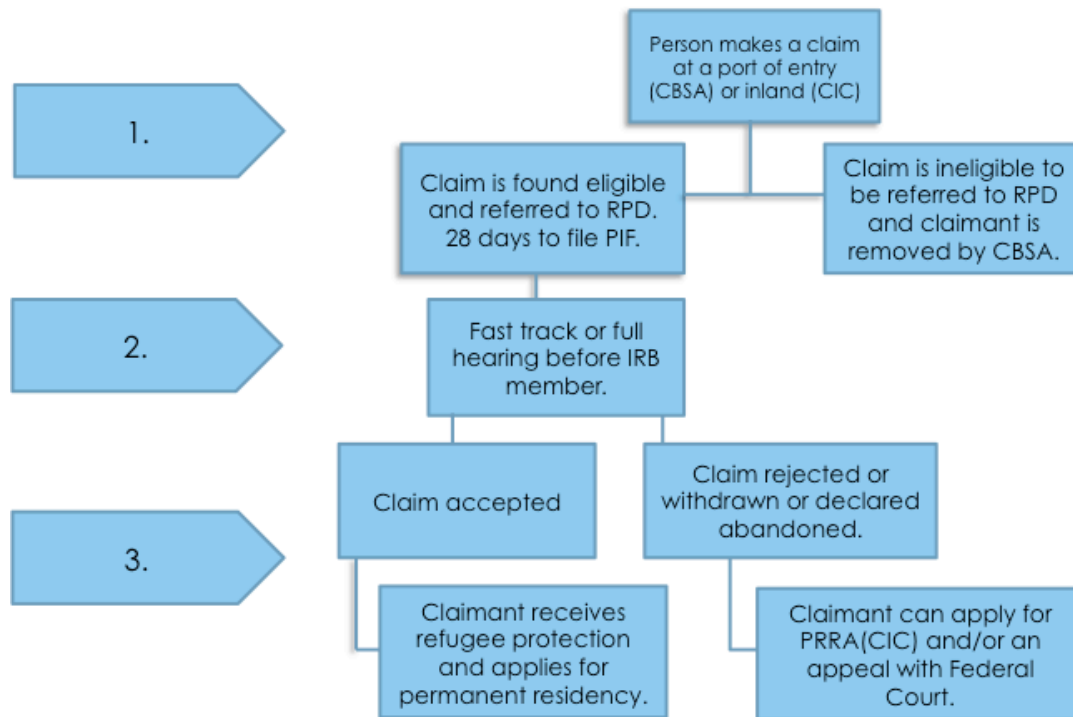 Person makes a claim
at a port of entry
(CBSA) or inland (CIC)
1.
Claim is found eligible
and referred to RPD.
28 days to file PIF.
Claim is ineligible to
be referred to RPD
and claimant is
removed by CBSA.
2.
Fast track or full
hearing before IRB
member.
3.
Claim accepted
Claim rejected or
withdrawn or declared
abandoned.
Claimant receives
refugee protection
and applies for
permanent residency.
Claimant can apply for
PRRA(CIC) and/or an
appeal with Federal
Court.